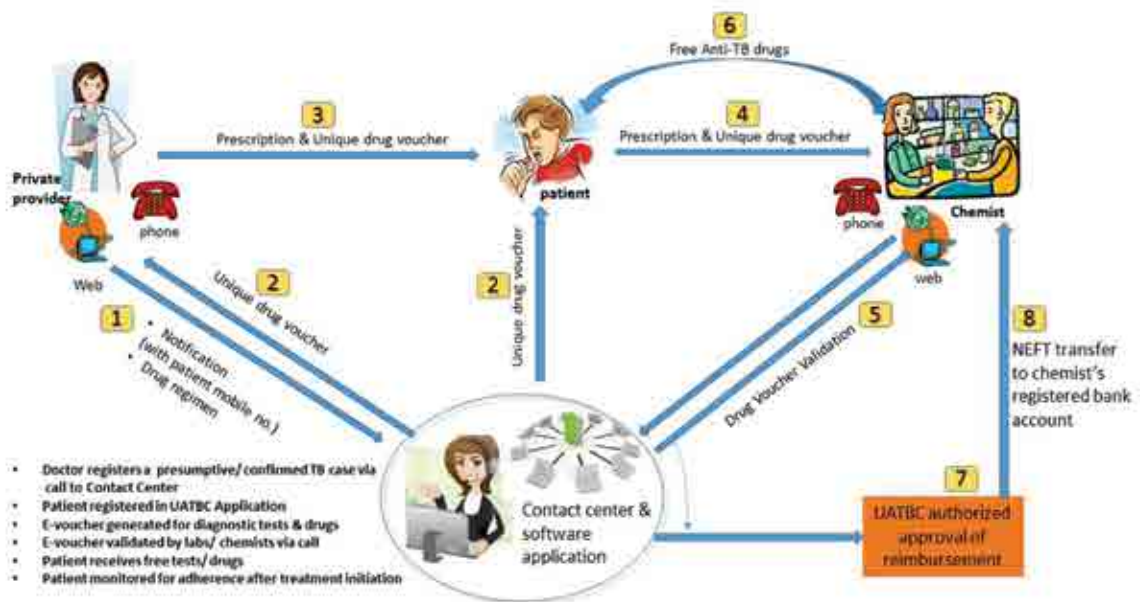 6
Free Anti-TB drugs
3
Prescription & Unique drug voucher
4
Prescription & Unique drug voucher
Private
provider
phone
Web
patient
phone
Chemist
web
1
• Notification
(with patient mobile no.)
• Drug regimen
2
Unique drug voucher
2
Unique drug voucher
5
Drug Voucher Validation
8
NEFT transfer
to chemist's
registered bank
account
• Doctor registers a presumptive/ confirmed TB case via
call to Contact Center
• Patient registered in UATBC Application
• E-voucher generated for diagnostic tests & drugs
• E-voucher validated by labs/ chemists via call
• Patient receives free tests/ drugs
• Patient monitored for adherence after treatment initiation
Contact center &
software
application
7
UATBC authorized
approval of
reimbursement